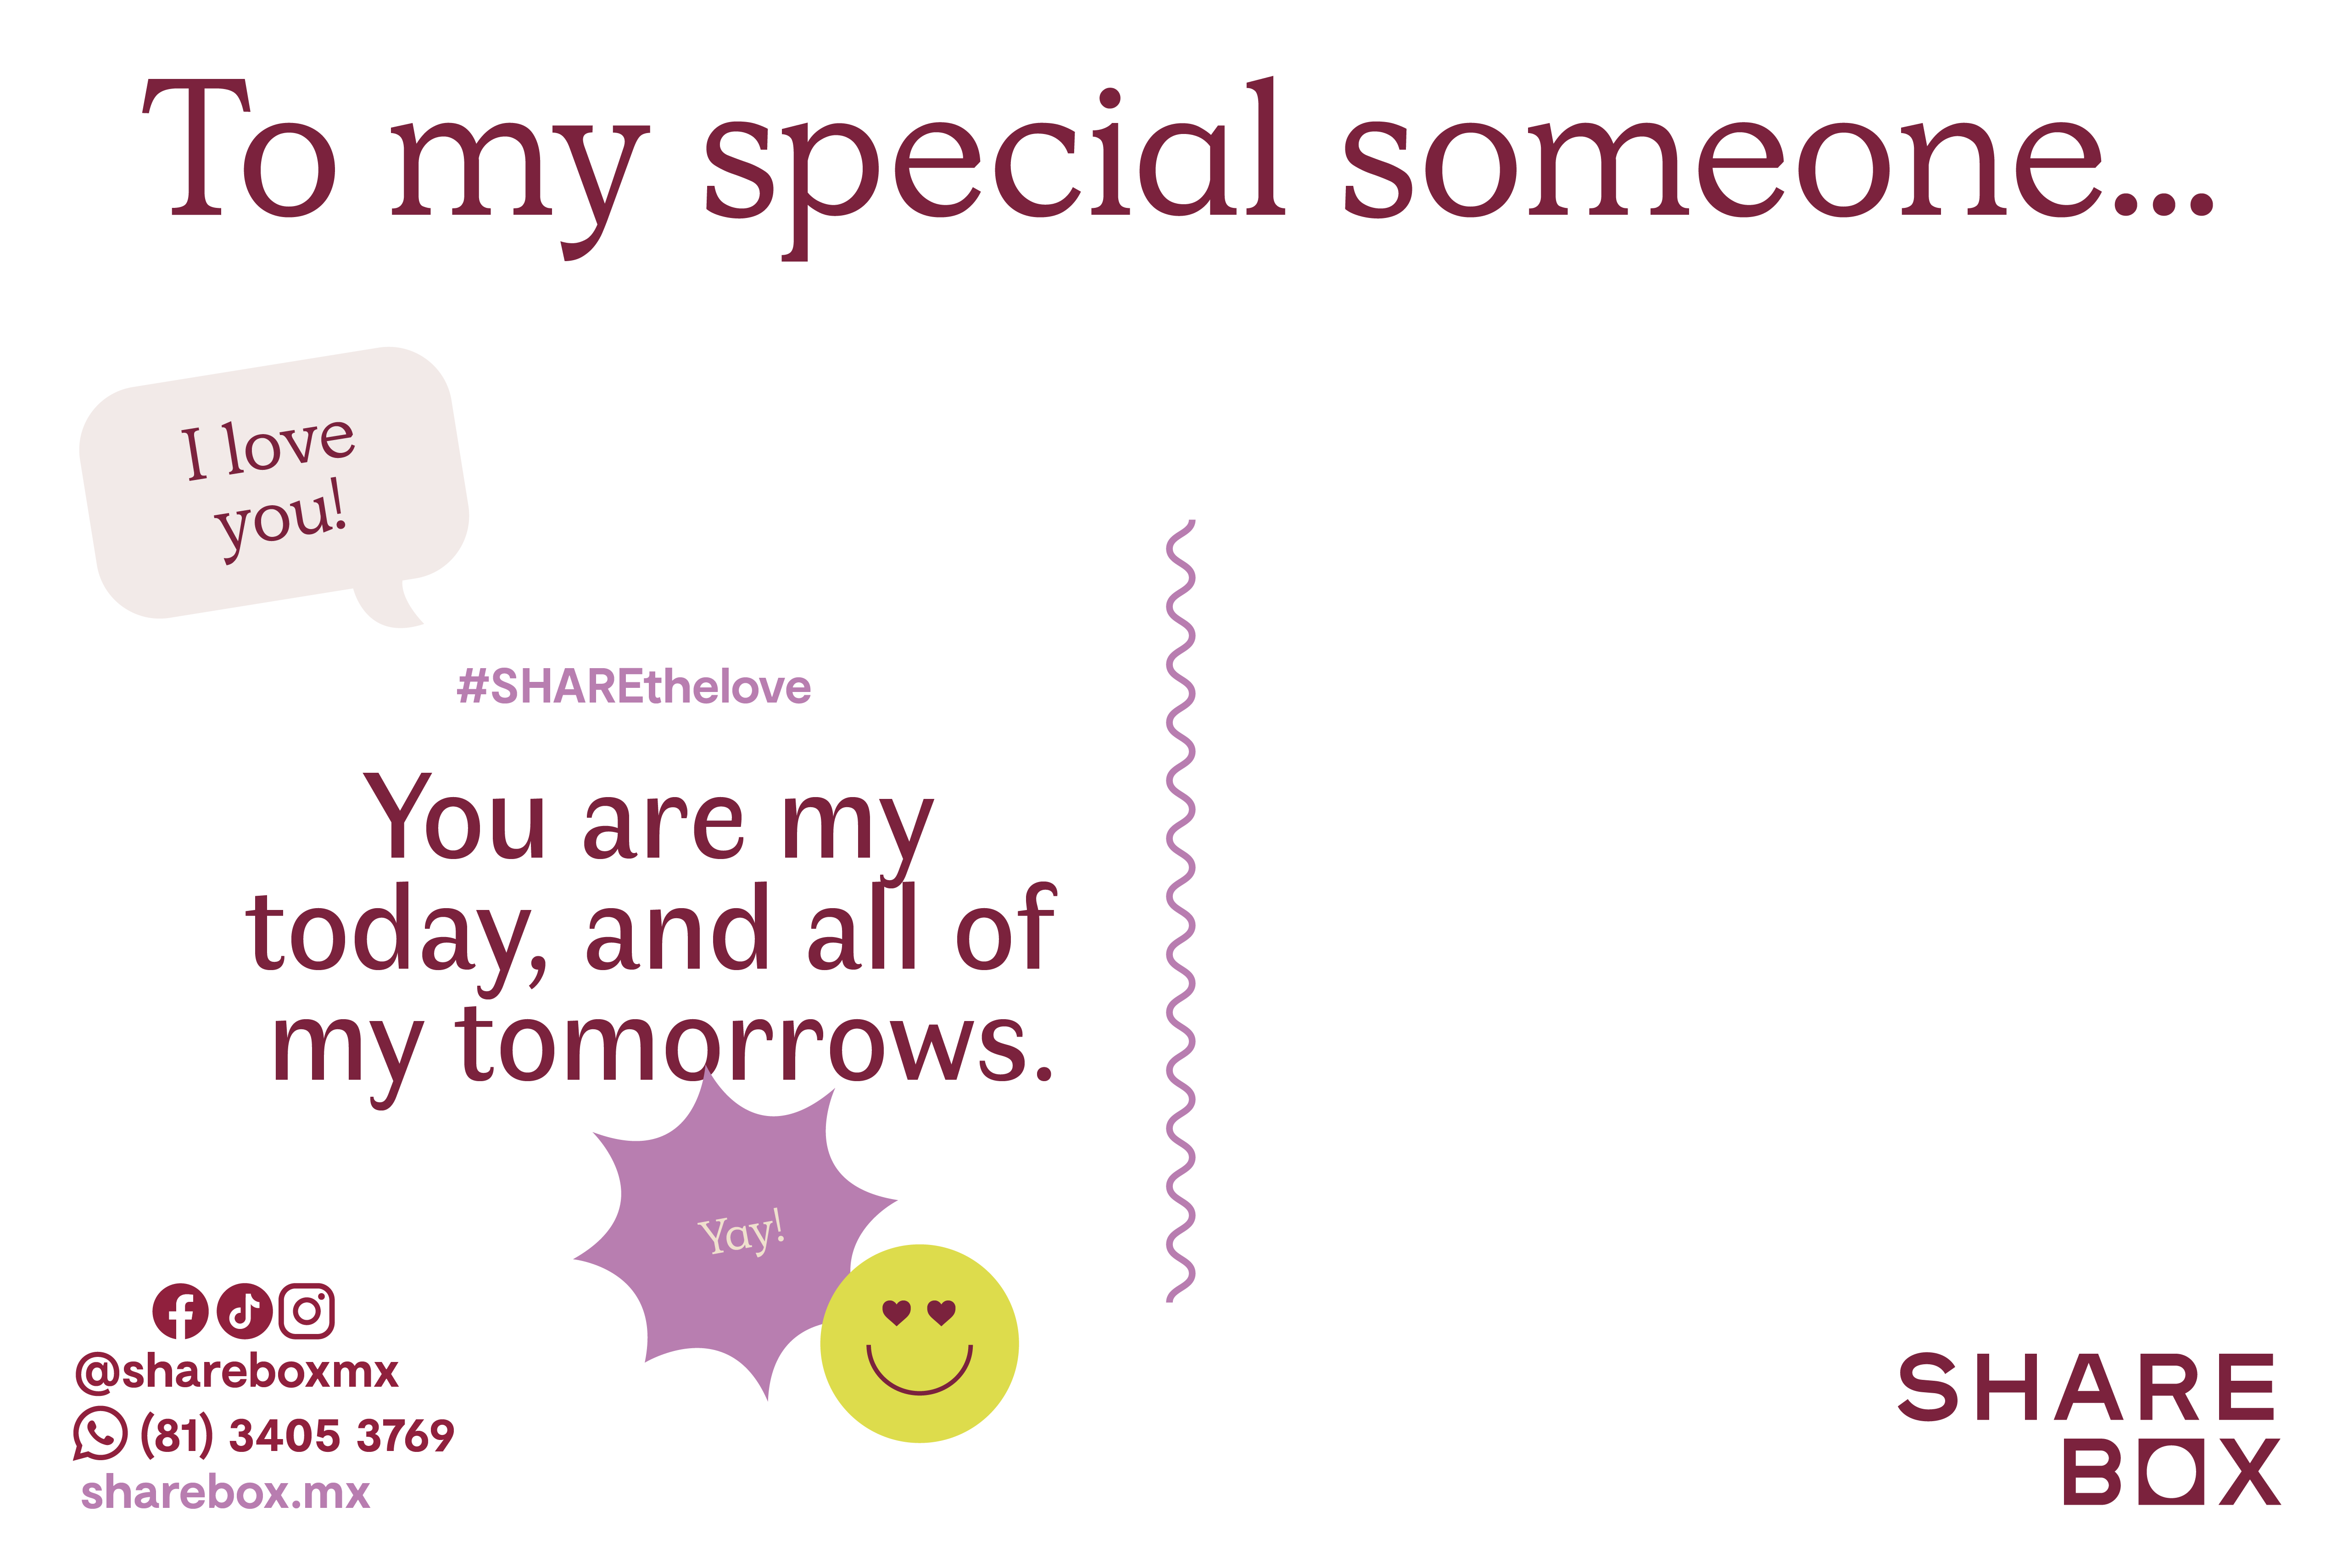 To my special someone...
I love
you!
#SHAREthelove
You are my
today, and all of
my tomorrows.
Yay!
@shareboxmx
(81) 3405 3769
sharebox.mx
SHARE
BOX